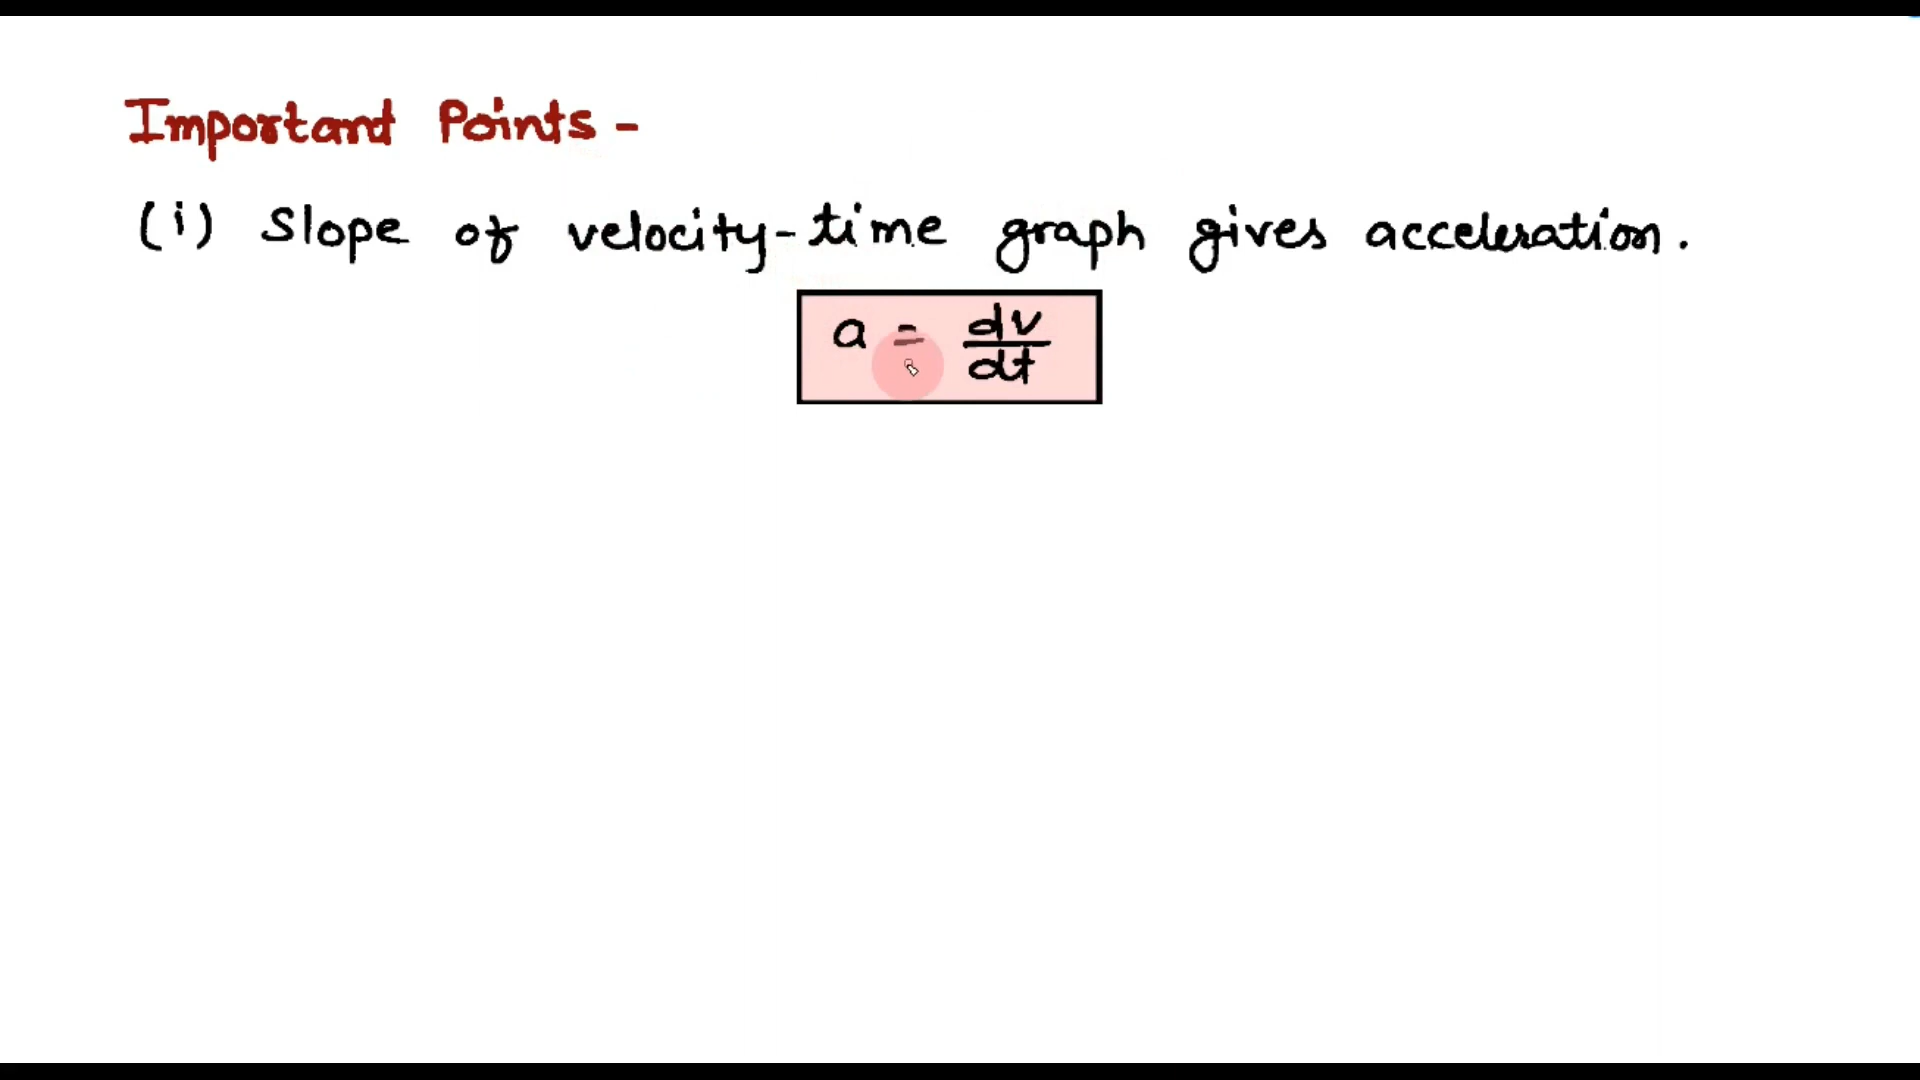 Important Points -
(i) Slope of velocity-time graph gives acceleration.
a = dv/dt